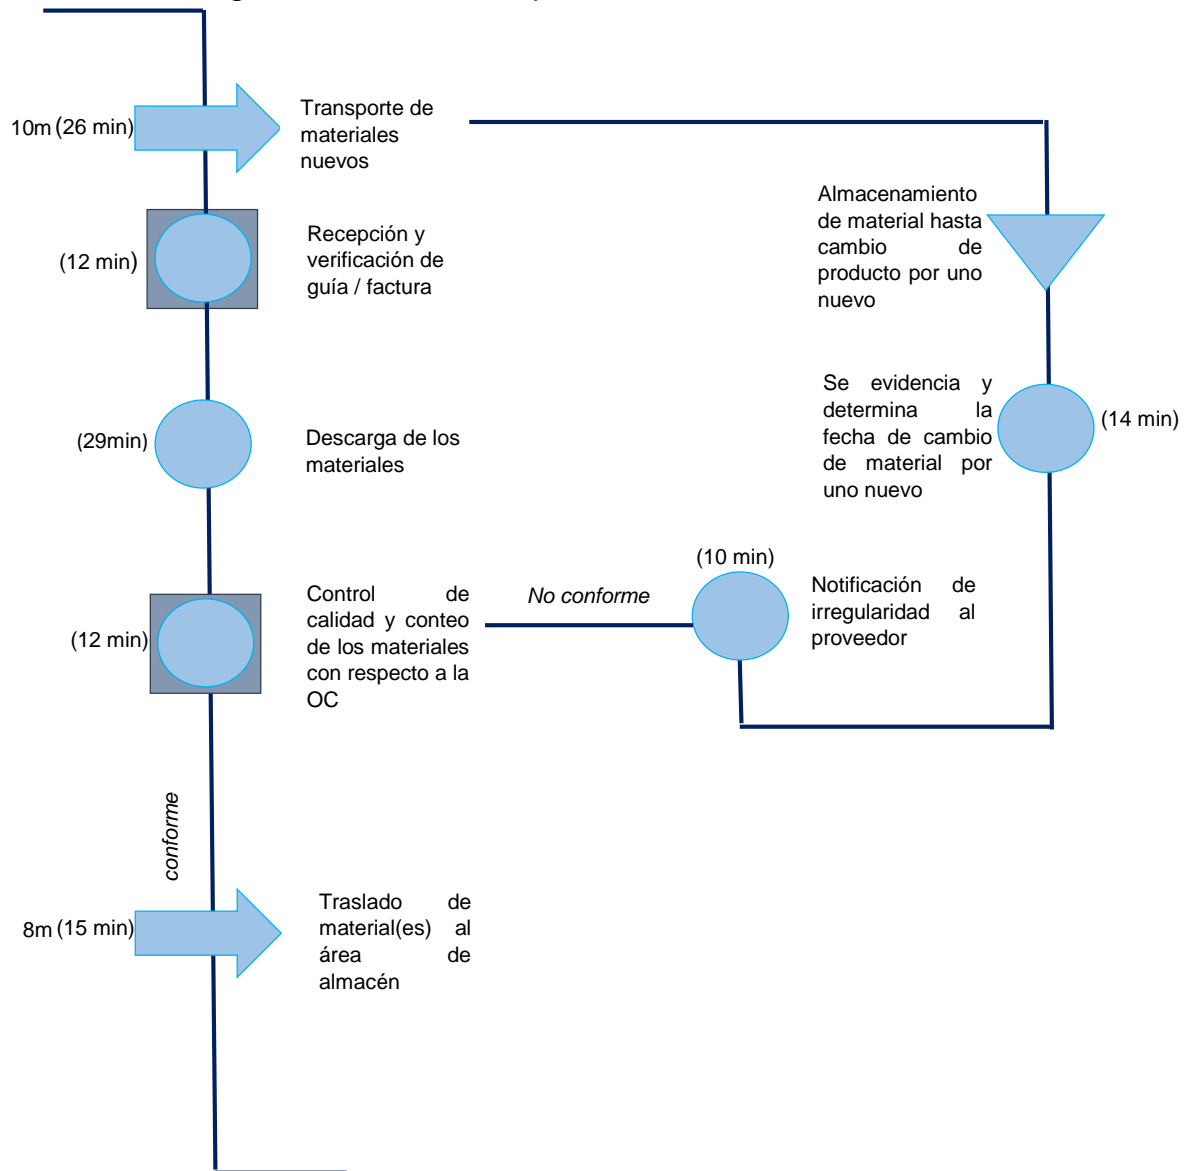 10m (26 min)
Transporte de
materiales
nuevos
(12 min)
Recepción y
verificación de
guía / factura
Almacenamiento
de material hasta
cambio de
producto por uno
nuevo
(29min)
Descarga de los
materiales
Se evidencia y
determina la
fecha de cambio
de material por
uno nuevo
(14 min)
(12 min)
Control de
calidad y conteo
de los materiales
con respecto a la
OC
No conforme
(10 min)
Notificación de
irregularidad al
proveedor
conforme
8m (15 min)
Traslado de
material(es) al
área de
almacén